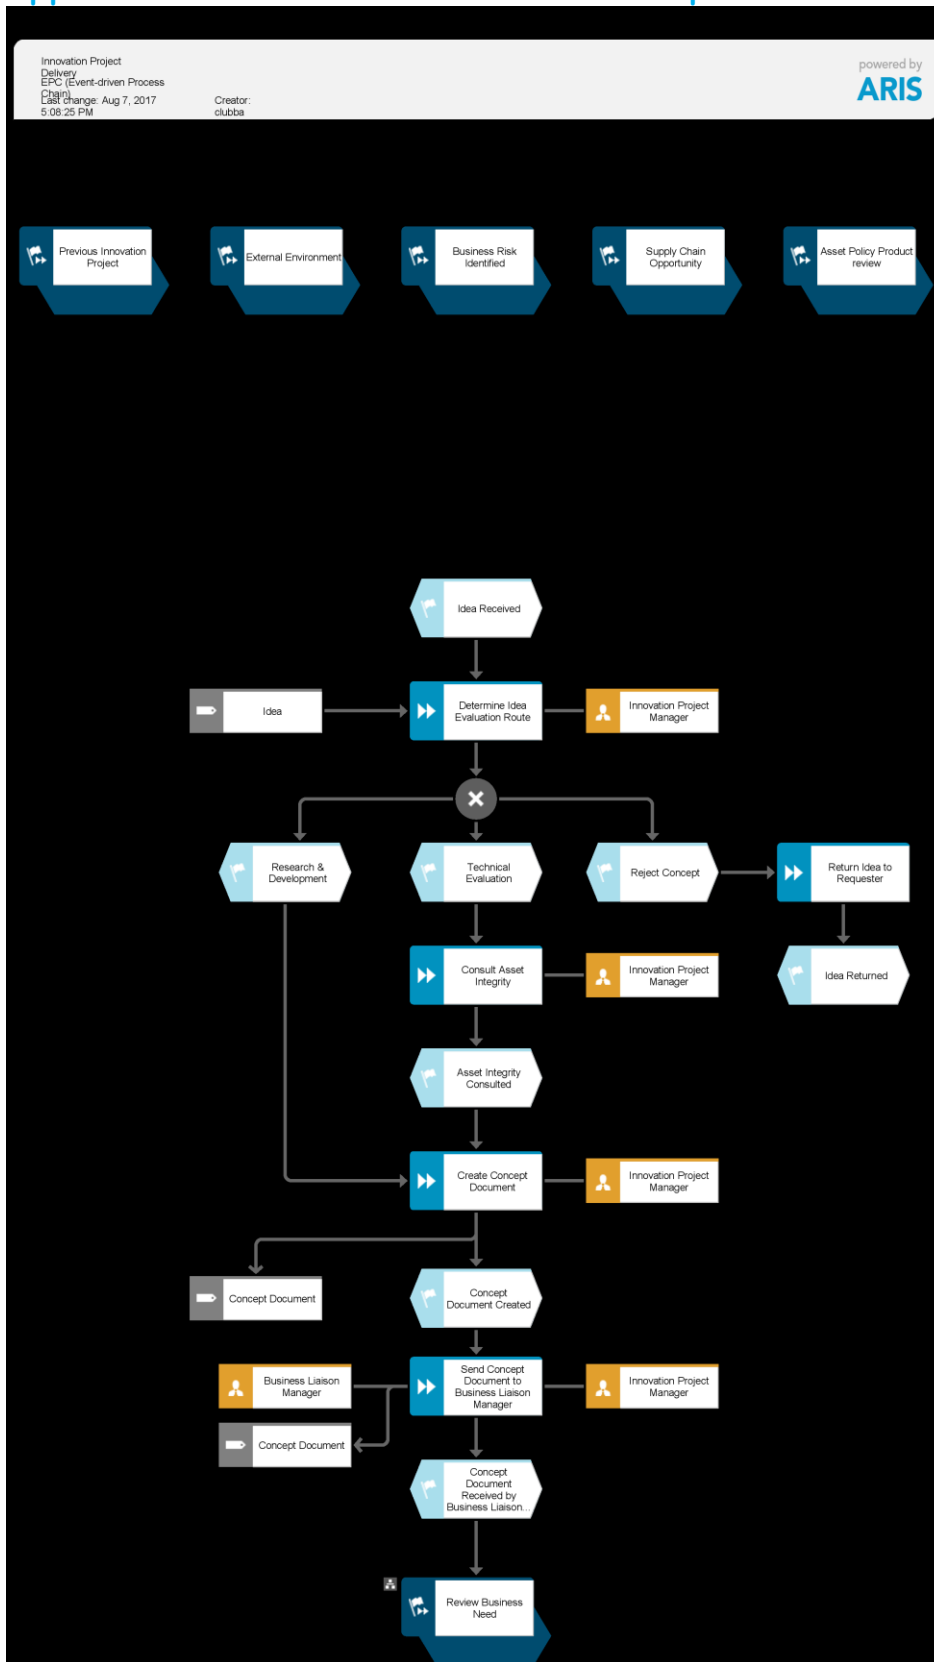 Innovation Project
Delivery
EPC (Event-driven Process
Chain)
Last change: Aug 7, 2017
5:08:25 PM
Creator:
clubba
powered by
ARIS
Previous Innovation
Project
External Environment
Business Risk
Identified
Supply Chain
Opportunity
Asset Policy Product
review
Idea Received
Idea
Determine Idea
Evaluation Route
Innovation Project
Manager
Research &
Development
Technical
Evaluation
Reject Concept
Return Idea to
Requester
Consult Asset
Integrity
Innovation Project
Manager
Idea Returned
Asset Integrity
Consulted
Create Concept
Document
Innovation Project
Manager
Concept Document
Concept
Document Created
Business Liaison
Manager
Send Concept
Document to
Business Liaison
Manager
Innovation Project
Manager
Concept Document
Concept
Document
Received by
Business Liaison...
Review Business
Need